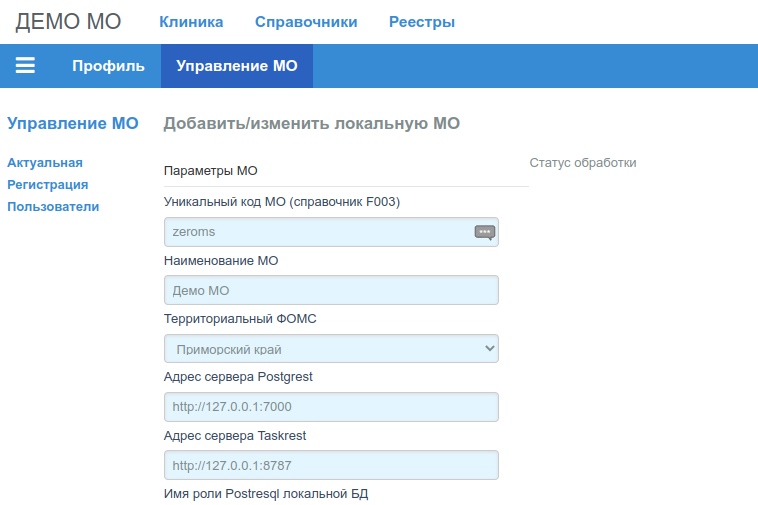 ДЕМО МО Клиника Справочники Реестры
Профиль Управление МО
Управление МО
Актуальная
Регистрация
Пользователи
Добавить/изменить локальную МО
Параметры МО
Уникальный код МО (справочник F003)
zeroms
Наименование МО
Демо МО
Территориальный ФОМС
Приморский край
Адрес сервера Postgrest
http://127.0.0.1:7000
Адрес сервера Taskrest
http://127.0.0.1:8787
Имя роли Postresql локальной БД
Статус обработки